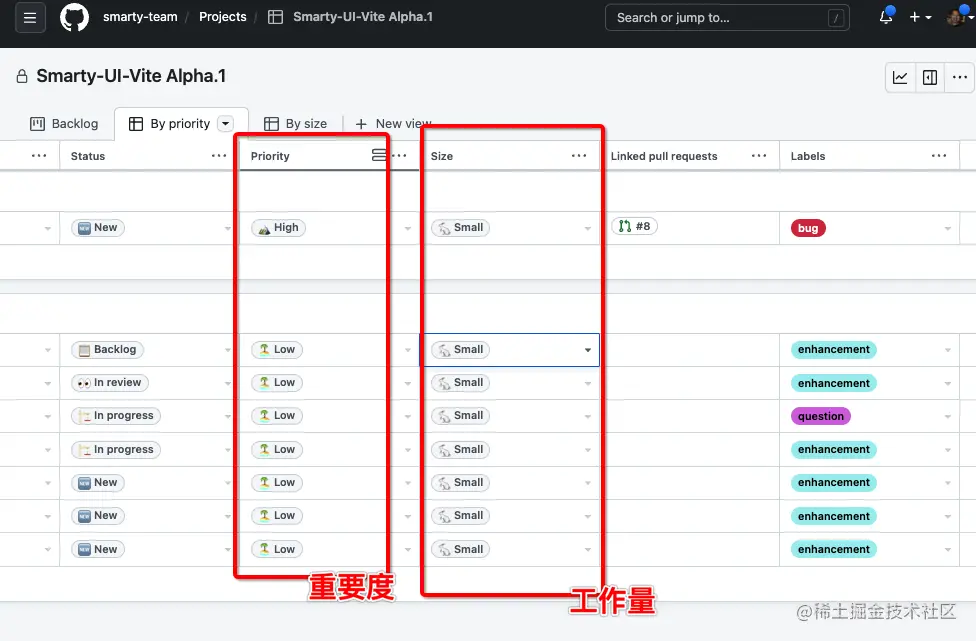 smarty-team / Projects / Smarty-UI-Vite Alpha.1 Search or jump to... /
Smarty-UI-Vite Alpha.1
Backlog By priority By size + New view
Status Priority Size Linked pull requests Labels
New High Small #8 bug
Backlog Low Small enhancement
In review Low Small enhancement
In progress Low Small question
In progress Low Small enhancement
New Low Small enhancement
New Low Small enhancement
New Low Small enhancement
重要度
工作量
@稀土掘金技术社区